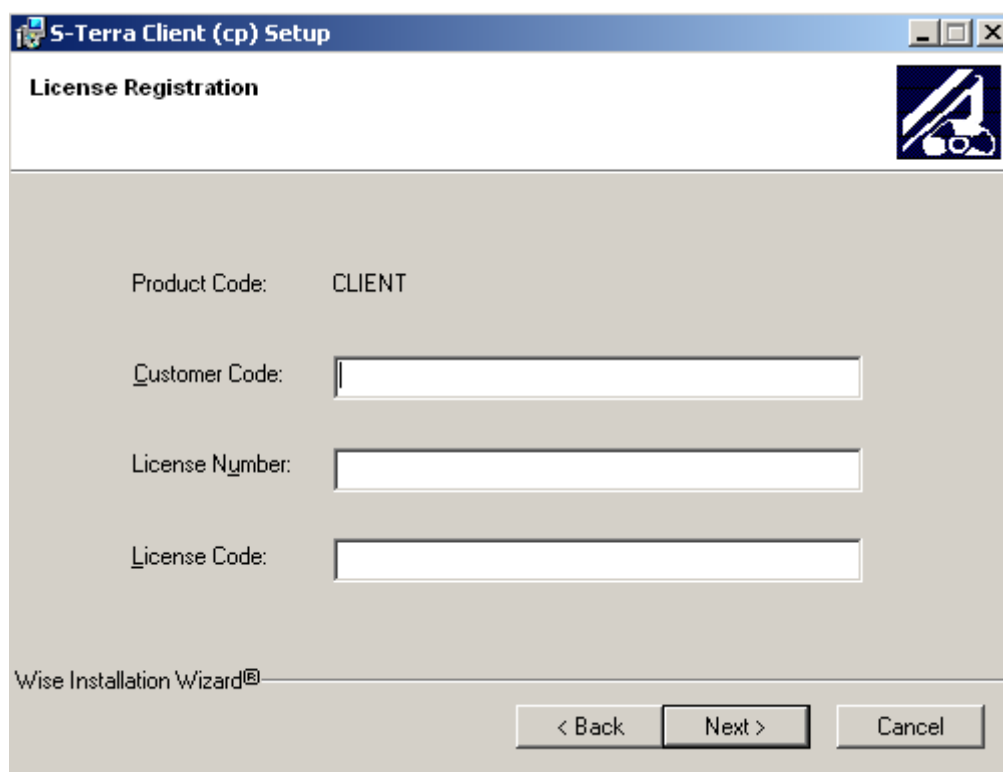 S-Terra Client (cp) Setup
License Registration
Product Code: CLIENT
Customer Code:
License Number:
License Code:
Wise Installation Wizard®
< Back Next > Cancel